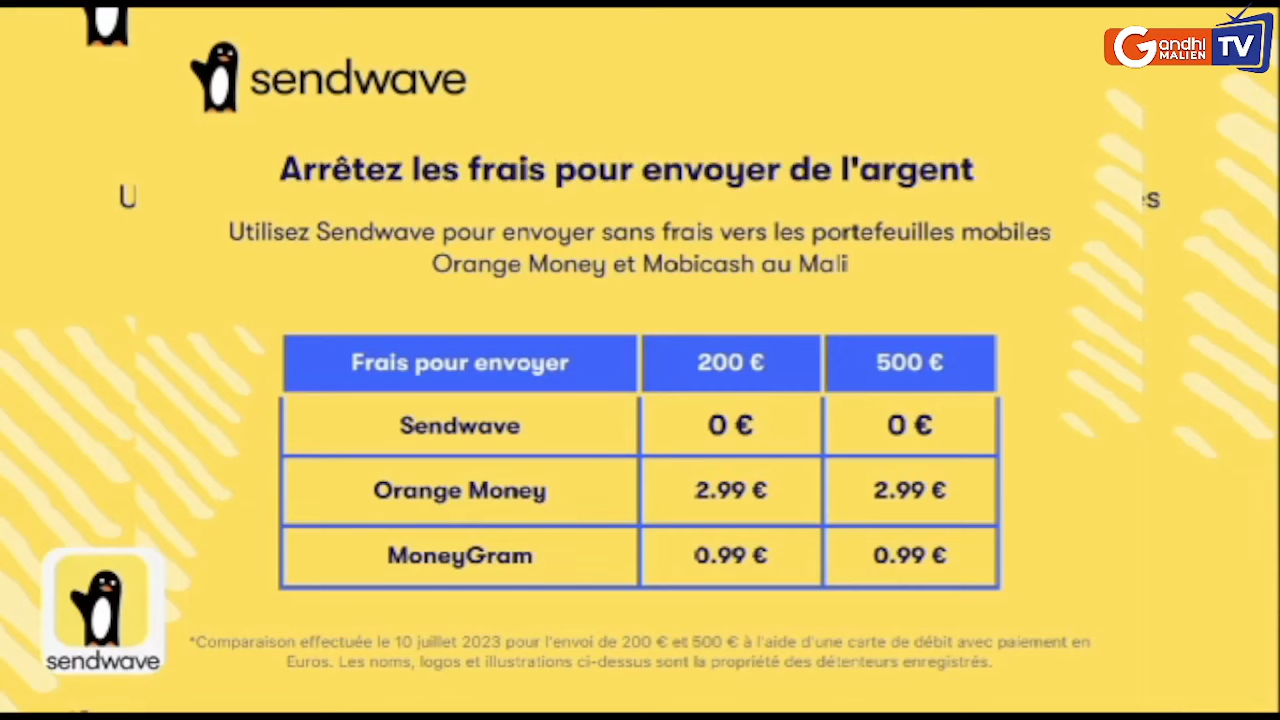 Gandhi
MALIEN
TV
sendwave
Arrêtez les frais pour envoyer de l'argent
U
s
Utilisez Sendwave pour envoyer sans frais vers les portefeuilles mobiles
Orange Money et Mobicash au Mali
Frais pour envoyer 200 € 500 €
Sendwave 0 € 0 €
Orange Money 2.99 € 2.99 €
MoneyGram 0.99 € 0.99 €
sendwave
*Comparaison effectuée le 10 juillet 2023 pour l'envoi de 200 € et 500 € à l'aide d'une carte de débit avec paiement en
Euros. Les noms, logos et illustrations ci-dessus sont la propriété des détenteurs enregistrés.